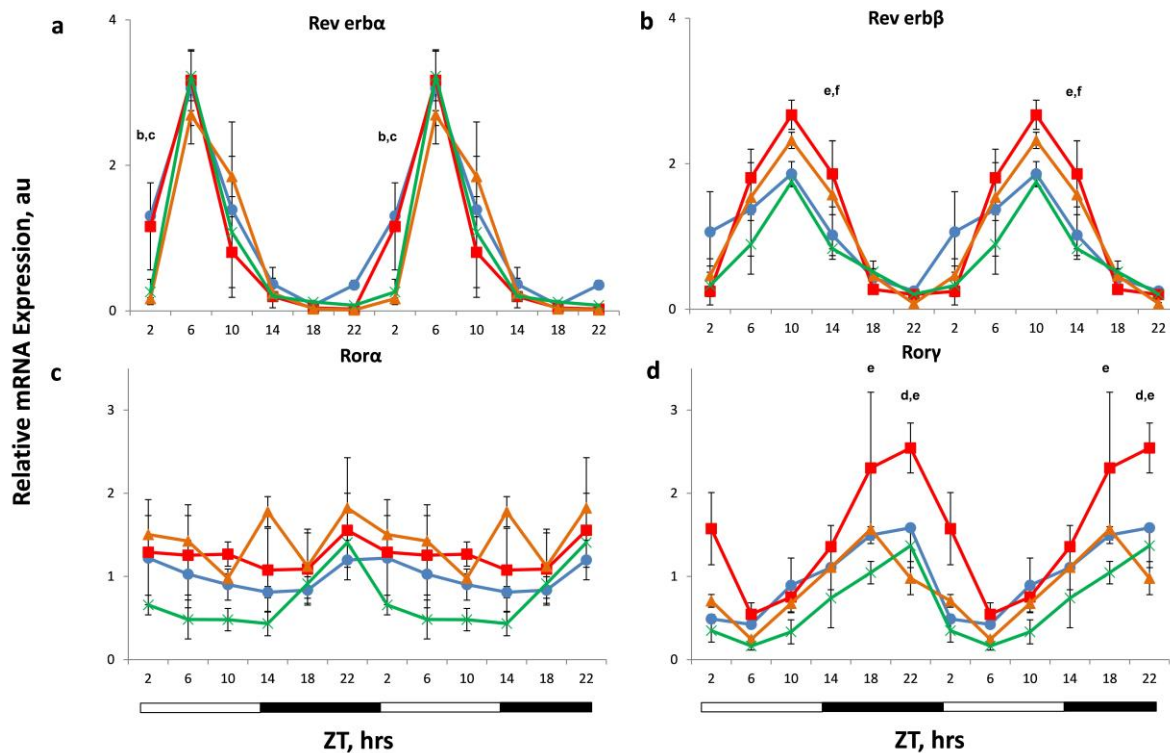 a
Rev erbα
4
2
0
b,c
b,c
2 6 10 14 18 22 2 6 10 14 18 22
b
Rev erbβ
4
2
0
e,f
e,f
2 6 10 14 18 22 2 6 10 14 18 22
c
Rorα
3
2
1
0
2 6 10 14 18 22 2 6 10 14 18 22
d
Rorγ
3
2
1
0
e
d,e
e
d,e
2 6 10 14 18 22 2 6 10 14 18 22
Relative mRNA Expression, au
ZT, hrs
ZT, hrs